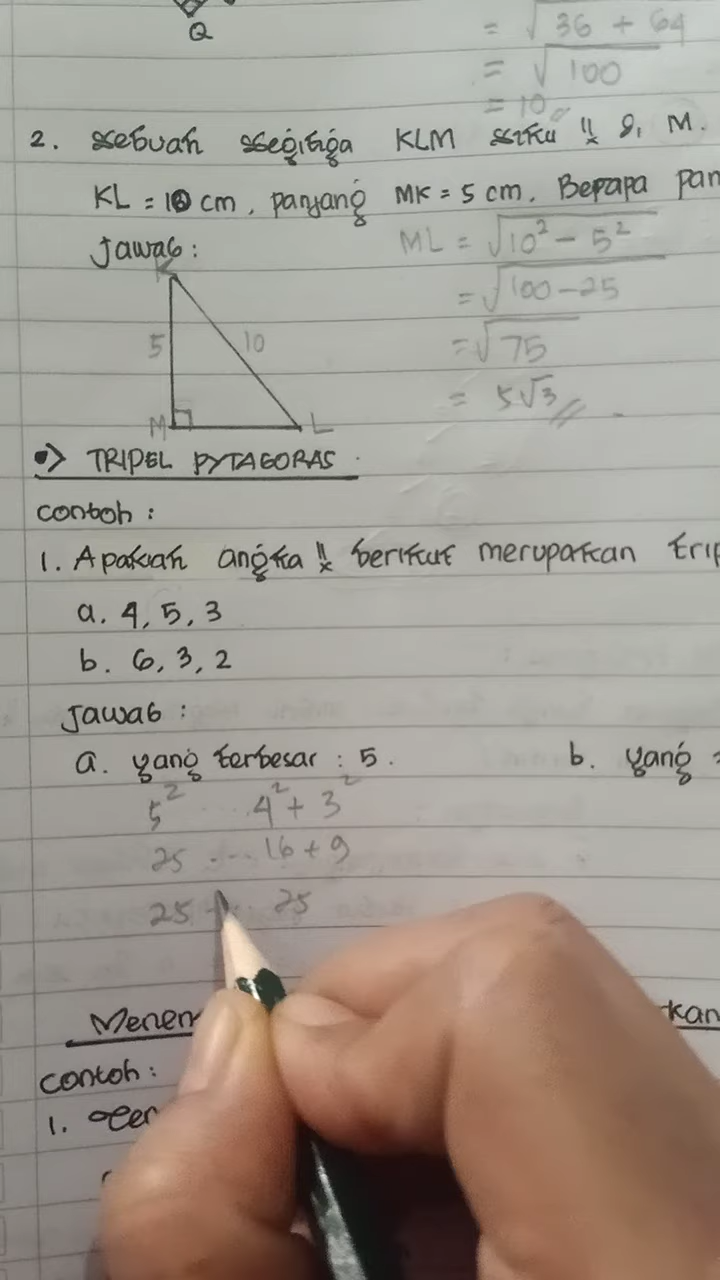 Q
= √36 + 64
= √100
= 10
2. sebuah segitiga KLM siku " di M.
KL = 10 cm, panjang MK = 5 cm. Berapa pan
Jawab :
ML = √10² - 5²
= √100 - 25
= √75
= 5√3
K
5 10
M L
TRIPEL PYTAGORAS
Contoh :
1. Apakah angka " berikut merupakan trip
a. 4, 5, 3
b. 6, 3, 2
Jawab :
a. yang terbesar : 5. b. yang
5² .. 4² + 3²
25 ... 16 + 9
25 25
Menem kan
Contoh :
1.